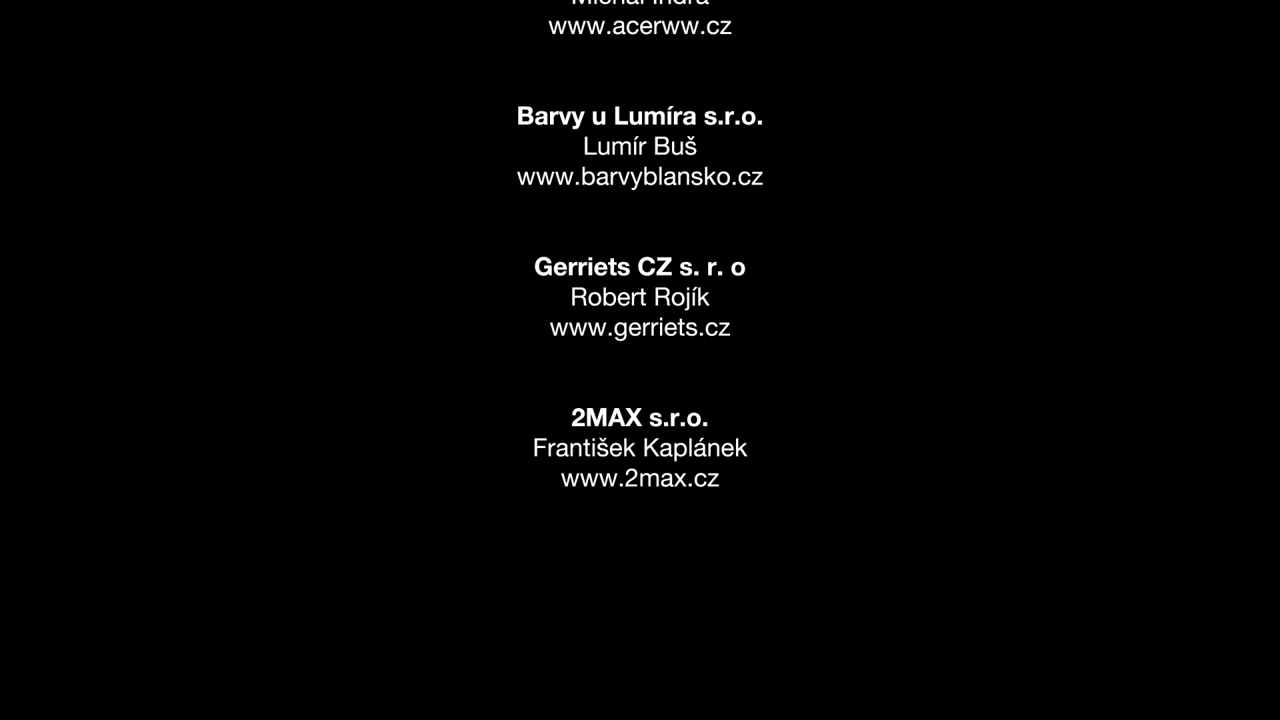 www.acerww.cz
Barvy u Lumíra s.r.o.
Lumír Buš
www.barvyblansko.cz
Gerriets CZ s. r. o
Robert Rojík
www.gerriets.cz
2MAX s.r.o.
František Kaplánek
www.2max.cz